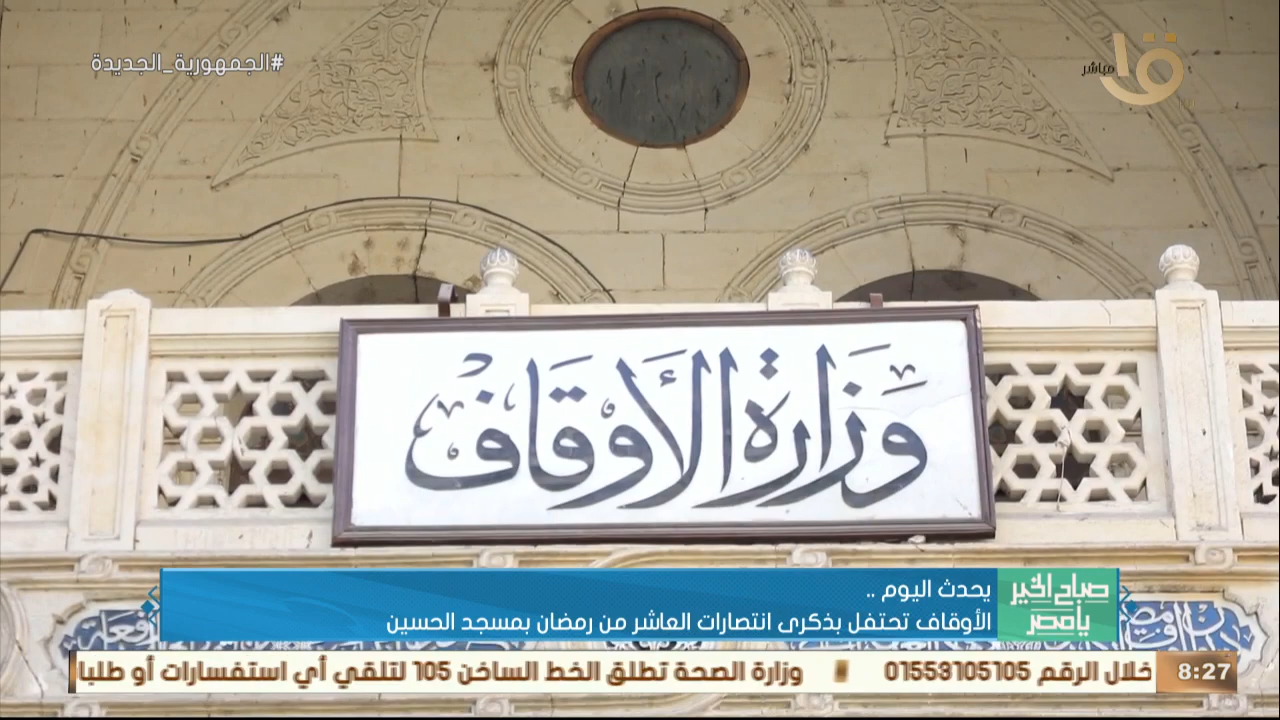 #الجمهورية_الجديدة
مباشر
وزارة الأوقاف
صباح الخير
يا مصر
يحدث اليوم ..
الأوقاف تحتفل بذكرى انتصارات العاشر من رمضان بمسجد الحسين
8:27
خلال الرقم 01553105105 وزارة الصحة تطلق الخط الساخن 105 لتلقي أي استفسارات أو طلبا